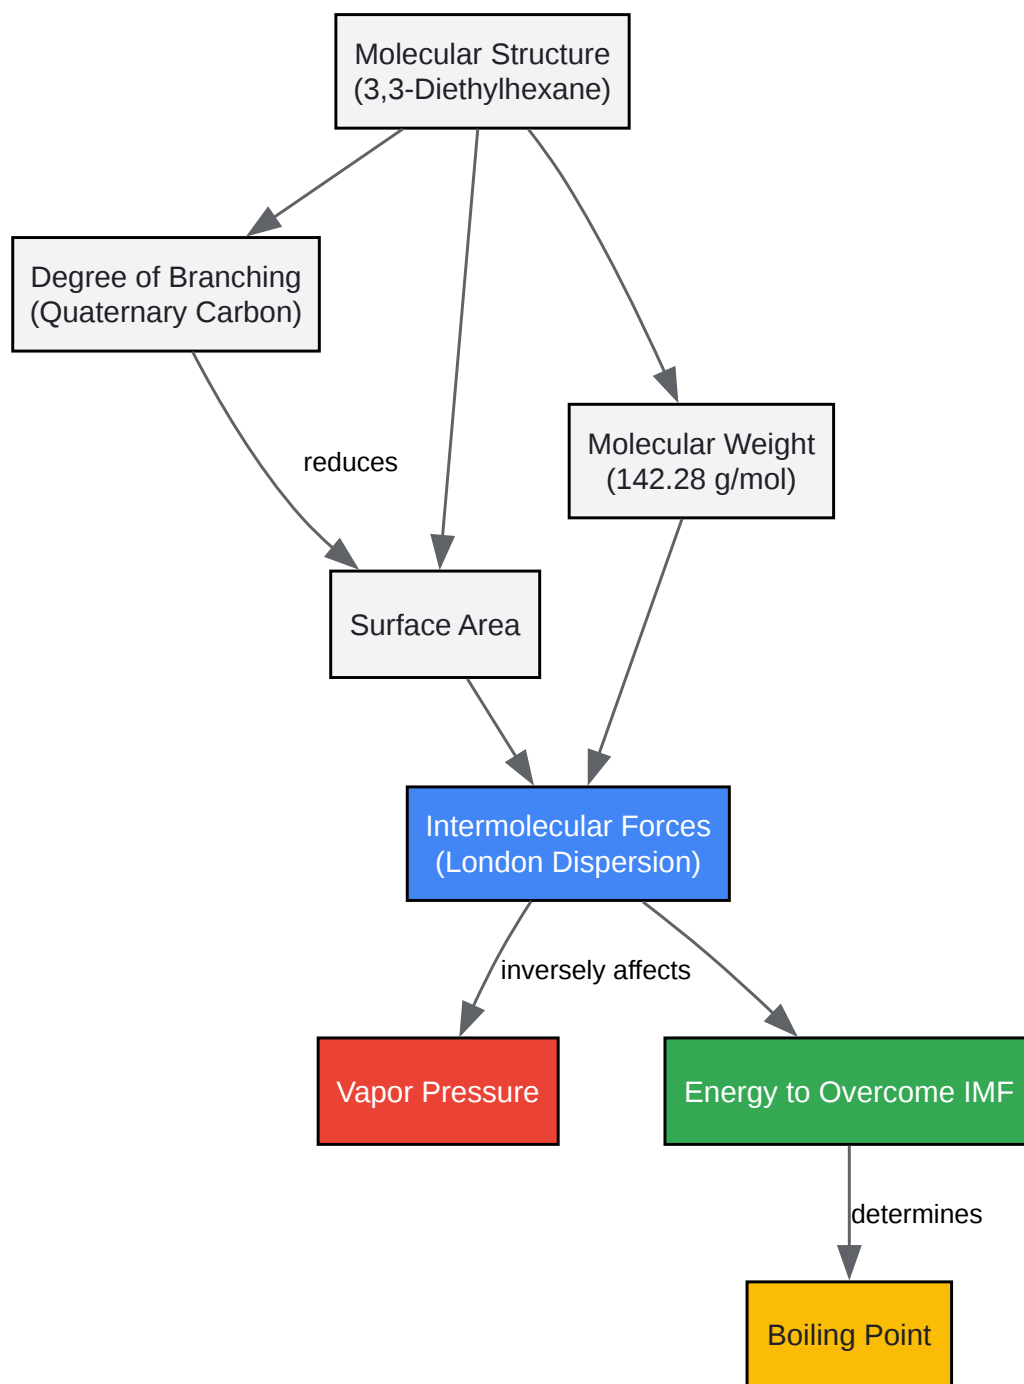 Molecular Structure
(3,3-Diethylhexane)
Degree of Branching
(Quaternary Carbon)
reduces
Molecular Weight
(142.28 g/mol)
Surface Area
Intermolecular Forces
(London Dispersion)
inversely affects
Vapor Pressure
Energy to Overcome IMF
determines
Boiling Point